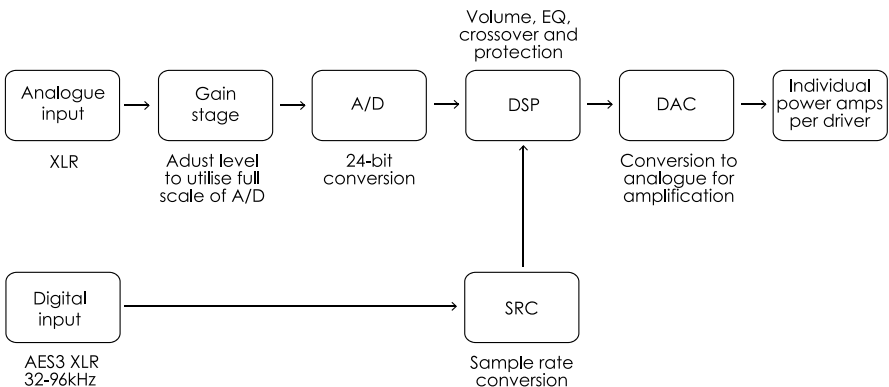 Volume, EQ,
crossover and
protection
Analogue
input
Gain
stage
A/D
DSP
DAC
Individual
power amps
per driver
XLR
Adust level
to utilise full
scale of A/D
24-bit
conversion
Conversion to
analogue for
amplification
Digital
input
SRC
AES3 XLR
32-96kHz
Sample rate
conversion